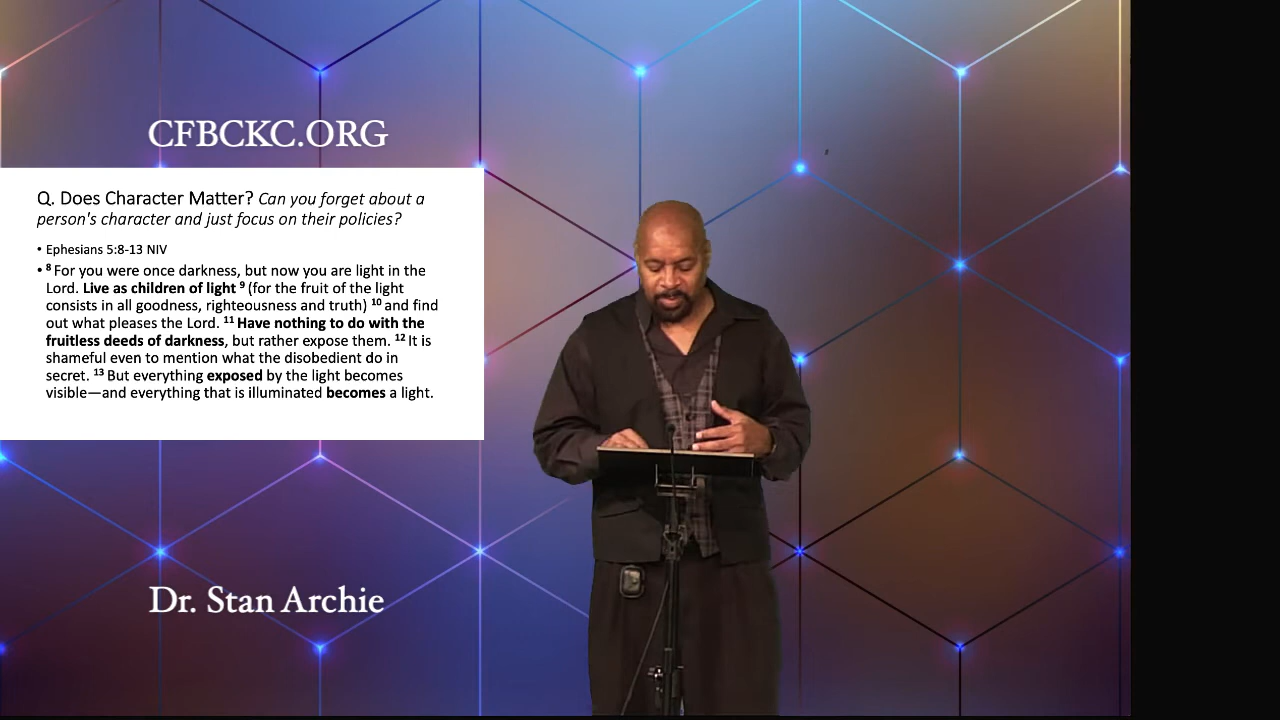 CFBCKC.ORG
Q. Does Character Matter? Can you forget about a
person's character and just focus on their policies?
• Ephesians 5:8-13 NIV
• 8 For you were once darkness, but now you are light in the
Lord. Live as children of light 9 (for the fruit of the light
consists in all goodness, righteousness and truth) 10 and find
out what pleases the Lord. 11 Have nothing to do with the
fruitless deeds of darkness, but rather expose them. 12 It is
shameful even to mention what the disobedient do in
secret. 13 But everything exposed by the light becomes
visible—and everything that is illuminated becomes a light.
Dr. Stan Archie